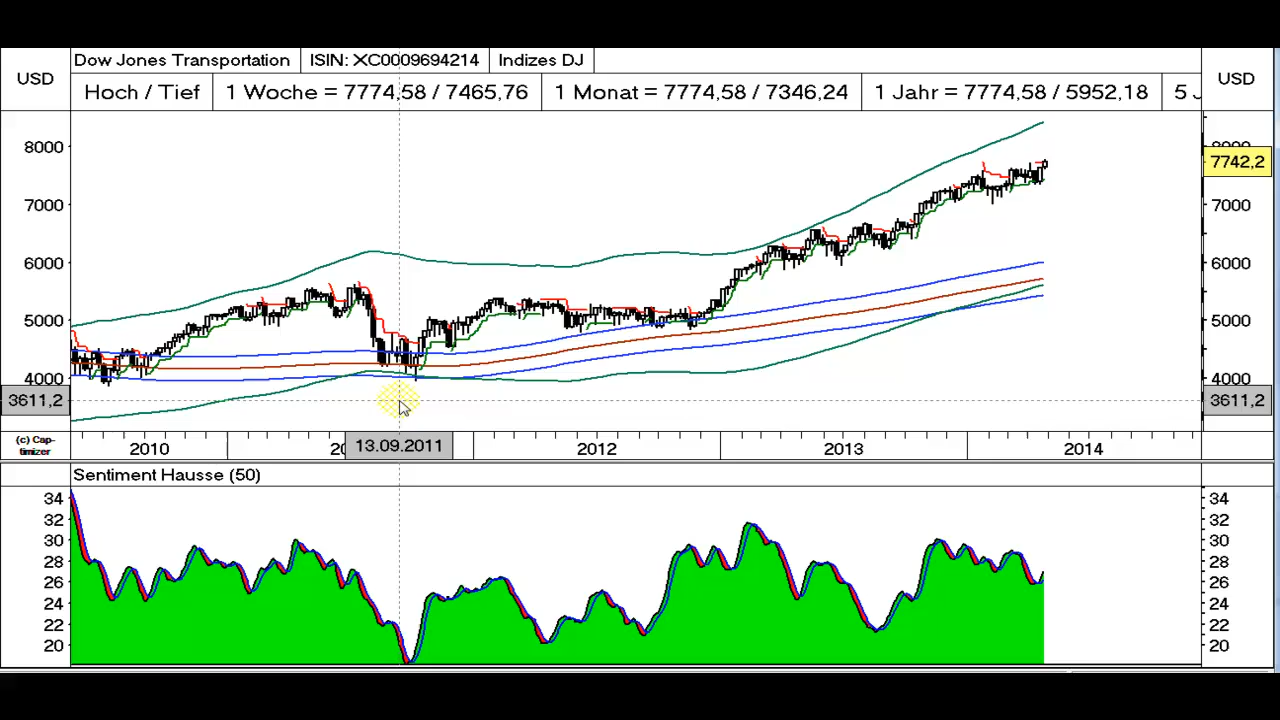 Dow Jones Transportation ISIN: XC0009694214 Indizes DJ
USD Hoch / Tief 1 Woche = 7774,58 / 7465,76 1 Monat = 7774,58 / 7346,24 1 Jahr = 7774,58 / 5952,18 5 J USD
8000 8000
7742,2
7000 7000
6000 6000
5000 5000
4000 4000
3611,2 3611,2
(c) Cap-
timizer
2010 20 13.09.2011 2012 2013 2014
Sentiment Hausse (50)
34 34
32 32
30 30
28 28
26 26
24 24
22 22
20 20